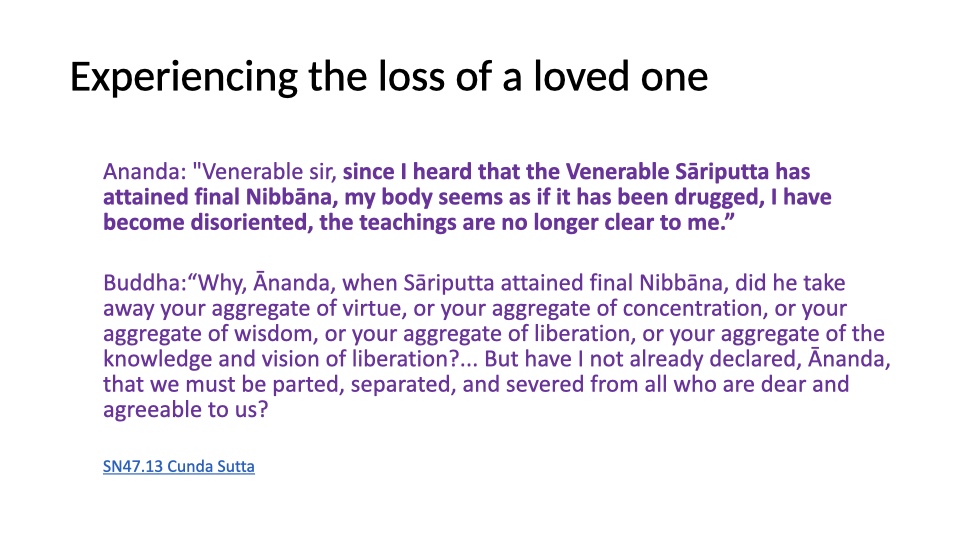 Experiencing the loss of a loved one
Ananda: "Venerable sir, since I heard that the Venerable Sāriputta has
attained final Nibbāna, my body seems as if it has been drugged, I have
become disoriented, the teachings are no longer clear to me.”
Buddha:“Why, Ānanda, when Sāriputta attained final Nibbāna, did he take
away your aggregate of virtue, or your aggregate of concentration, or your
aggregate of wisdom, or your aggregate of liberation, or your aggregate of the
knowledge and vision of liberation?... But have I not already declared, Ānanda,
that we must be parted, separated, and severed from all who are dear and
agreeable to us?
SN47.13 Cunda Sutta